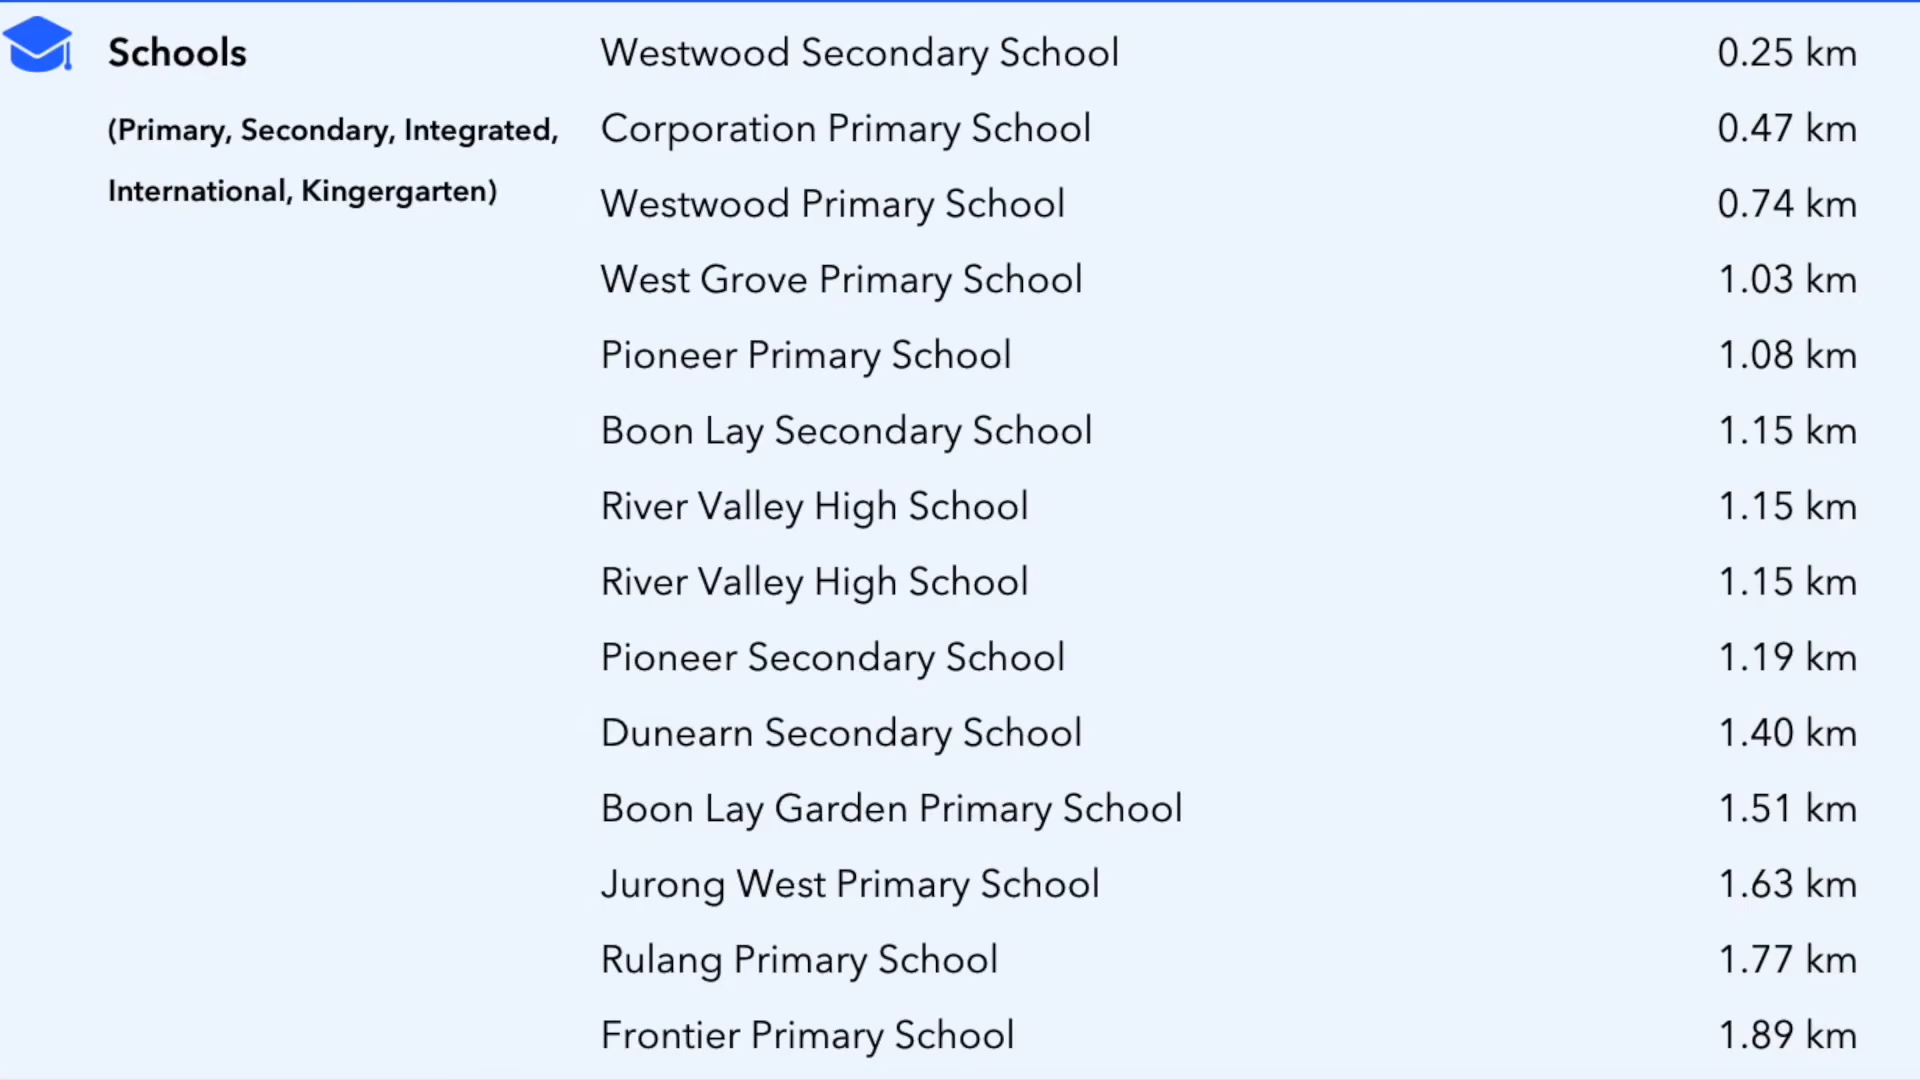 Schools
(Primary, Secondary, Integrated,
International, Kingergarten)
Westwood Secondary School 0.25 km
Corporation Primary School 0.47 km
Westwood Primary School 0.74 km
West Grove Primary School 1.03 km
Pioneer Primary School 1.08 km
Boon Lay Secondary School 1.15 km
River Valley High School 1.15 km
River Valley High School 1.15 km
Pioneer Secondary School 1.19 km
Dunearn Secondary School 1.40 km
Boon Lay Garden Primary School 1.51 km
Jurong West Primary School 1.63 km
Rulang Primary School 1.77 km
Frontier Primary School 1.89 km